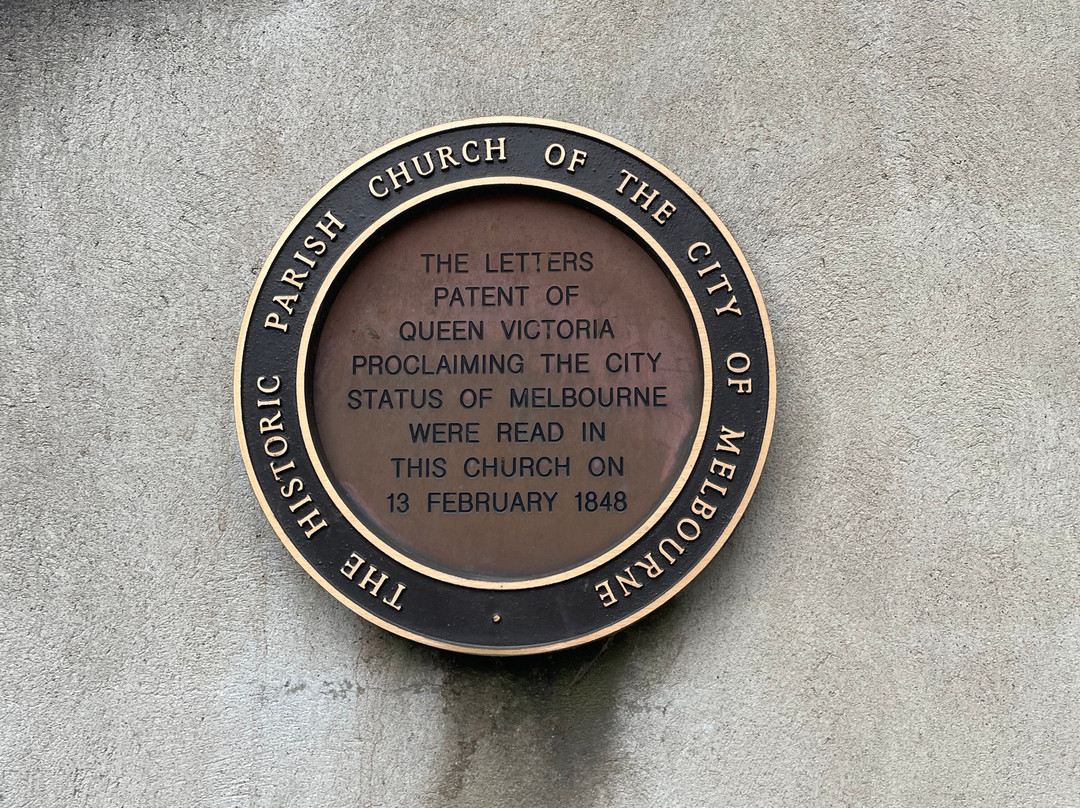 THE HISTORIC PARISH CHURCH OF THE CITY OF MELBOURNE
THE LETTERS
PATENT OF
QUEEN VICTORIA
PROCLAIMING THE CITY
STATUS OF MELBOURNE
WERE READ IN
THIS CHURCH ON
13 FEBRUARY 1848